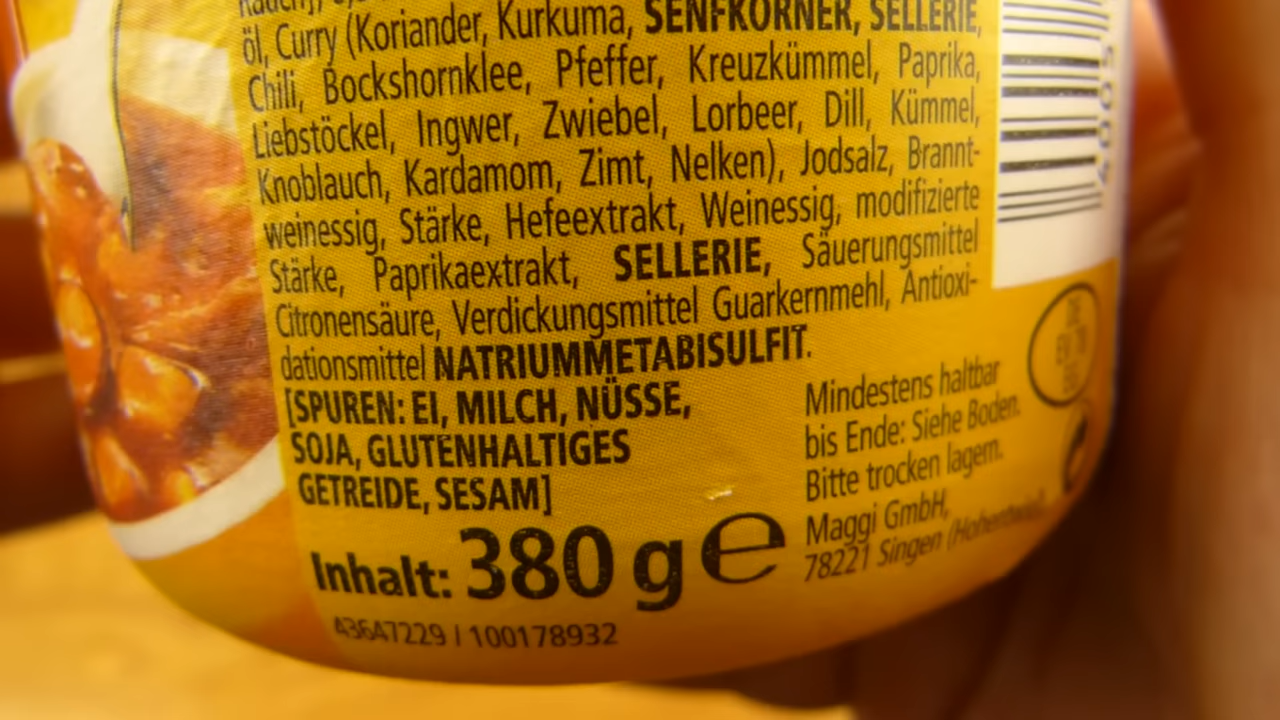 öl, Curry (Koriander, Kurkuma, SENFKÖRNER, SELLERIE,
Chili, Bockshornklee, Pfeffer, Kreuzkümmel, Paprika,
Liebstöckel, Ingwer, Zwiebel, Lorbeer, Dill, Kümmel,
Knoblauch, Kardamom, Zimt, Nelken), Jodsalz, Brannt-
weinessig, Stärke, Hefeextrakt, Weinessig, modifizierte
Stärke, Paprikaextrakt, SELLERIE, Säuerungsmittel
Citronensäure, Verdickungsmittel Guarkernmehl, Antioxi-
dationsmittel NATRIUMMETABISULFIT.
[SPUREN: EI, MILCH, NÜSSE,
SOJA, GLUTENHALTIGES
GETREIDE, SESAM]
Inhalt: 380 g e
43647229 | 100178932
Mindestens haltbar
bis Ende: Siehe Boden.
Bitte trocken lagern.
Maggi GmbH,
78221 Singen